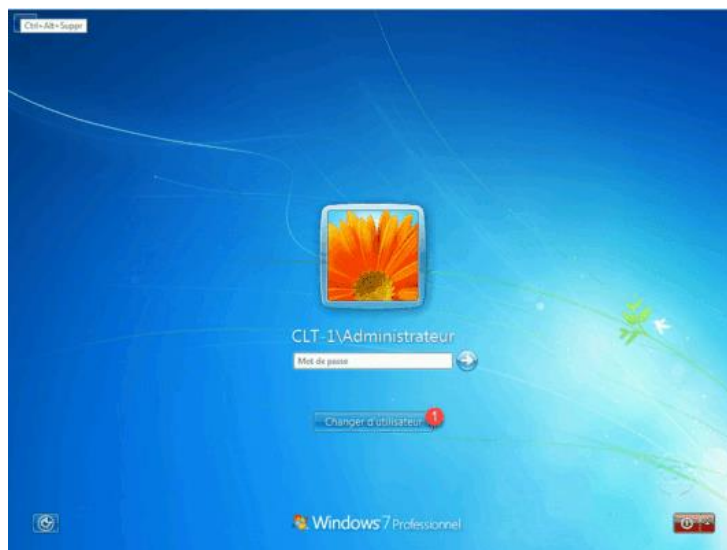 Ctrl+Alt+Suppr
CLT-1\Administrateur
Mot de passe
Changer d'utilisateur
1
Windows 7 Professionnel